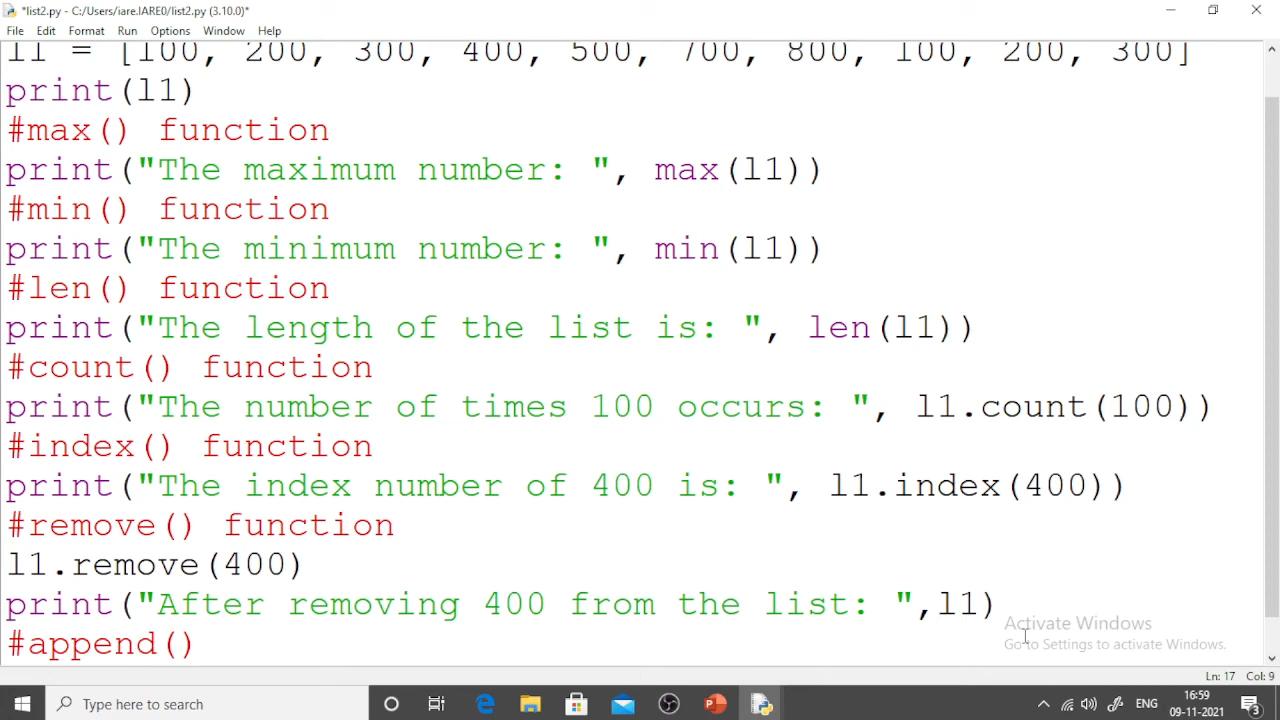 *list2.py - C:/Users/iare.IARE0/list2.py (3.10.0)*
File Edit Format Run Options Window Help
l1 = [100, 200, 300, 400, 500, 700, 800, 100, 200, 300]
print(l1)
#max() function
print("The maximum number: ", max(l1))
#min() function
print("The minimum number: ", min(l1))
#len() function
print("The length of the list is: ", len(l1))
#count() function
print("The number of times 100 occurs: ", l1.count(100))
#index() function
print("The index number of 400 is: ", l1.index(400))
#remove() function
l1.remove(400)
print("After removing 400 from the list: ",l1)
#append()
Activate Windows
Go to Settings to activate Windows.
Ln: 17 Col: 9
Type here to search
ENG
16:59
09-11-2021
3